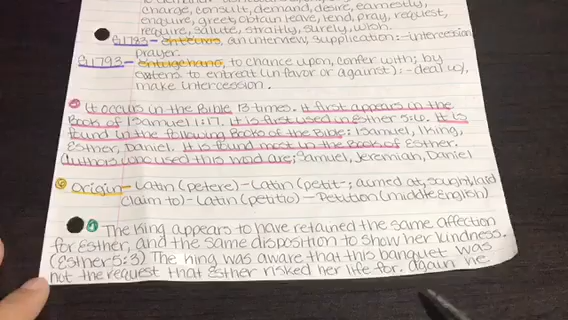 to demand: salutations,
charge, consult, demand, desire, earnestly,
enquire, greet, obtain leave, lend, pray, request,
require, salute, straitly, surely, wish.
G1783- enteuxis, an interview, supplication:-intercession,
prayer.
G1793- entugchano, to chance upon, confer with; by
extens. to entreat (in favor or against):- deal w/,
make intercession.
It occurs in the Bible 13 times. It first appears in the
Book of 1 Samuel 1:17. It is first used in Esther 5:6. It is
found in the following Books of the Bible: 1 Samuel, 1 King,
Esther, Daniel. It is found most in the Book of Esther.
Authors who used this word are; Samuel, Jeremiah, Daniel
Origin- Latin (petere)-Latin (petit-; aimed at, sought, laid
claim to)-Latin (petitio)-Petition (middle English)
The King appears to have retained the same affection
for Esther, and the same disposition to show her kindness.
(Esther 5:3) The King was aware that this banquet was
not the request that Esther risked her life for. Again he